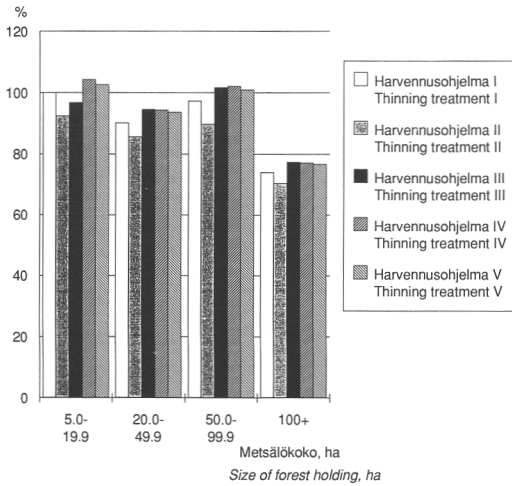 %
120
100
80
60
40
20
0
5.0-
19.9
20.0-
49.9
50.0-
99.9
100+
Metsälökoko, ha
Size of forest holding, ha
Harvennusohjelma I
Thinning treatment I
Harvennusohjelma II
Thinning treatment II
Harvennusohjelma III
Thinning treatment III
Harvennusohjelma IV
Thinning treatment IV
Harvennusohjelma V
Thinning treatment V